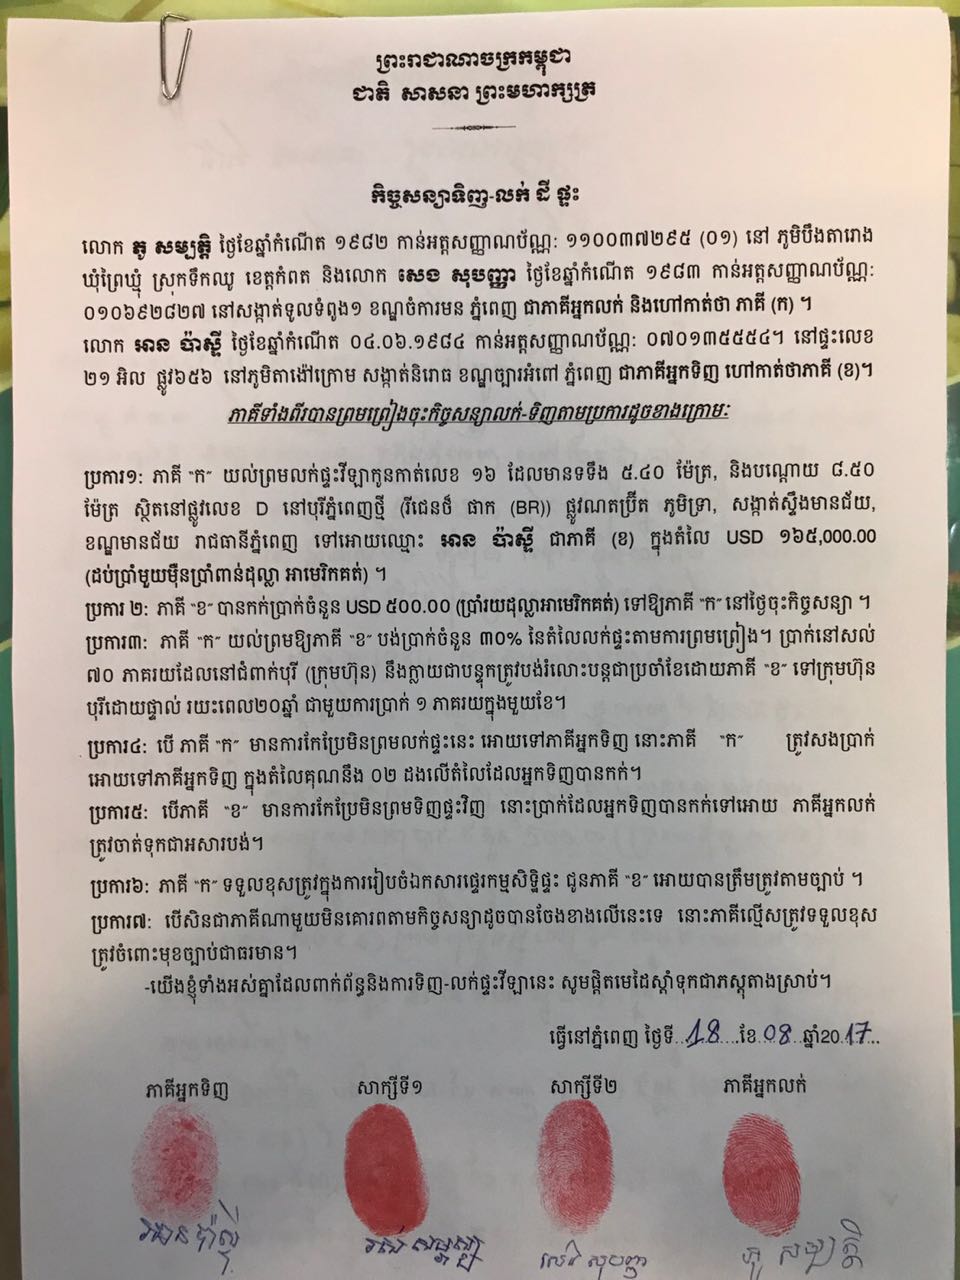 ព្រះរាជាណាចក្រកម្ពុជា
ជាតិ សាសនា ព្រះមហាក្សត្រ
កិច្ចសន្យាទិញ-លក់ ដី ផ្ទះ
លោក ភូ សម្បត្តិ ថ្ងៃខែឆ្នាំកំណើត ១៩៨២ កាន់អត្តសញ្ញាណប័ណ្ណ: ១១០០៣៧២៩៥ (០១) នៅ ភូមិបឹងតារោង
ឃុំព្រៃឃ្មុំ ស្រុកទឹកឈូ ខេត្តកំពត និងលោក សេង សុបញ្ញា ថ្ងៃខែឆ្នាំកំណើត ១៩៨៣ កាន់អត្តសញ្ញាណប័ណ្ណ:
០១០៦៩២៨២៧ នៅសង្កាត់ទូលទំពូង១ ខណ្ឌចំការមន ភ្នំពេញ ជាភាគីអ្នកលក់ និងហៅកាត់ថា ភាគី (ក) ។
លោក អាន ប៉ាស្ទី ថ្ងៃខែឆ្នាំកំណើត ០៤.០៦.១៩៨៤ កាន់អត្តសញ្ញាណប័ណ្ណ: ០៧០១៣៥៥៥៤។ នៅផ្ទះលេខ
២១ អិល ផ្លូវ៦៥៦ នៅភូមិតាង៉ៅក្រោម សង្កាត់និរោធ ខណ្ឌច្បារអំពៅ ភ្នំពេញ ជាភាគីអ្នកទិញ ហៅកាត់ថាភាគី (ខ)។
ភាគីទាំងពីរបានព្រមព្រៀងចុះកិច្ចសន្យាលក់-ទិញតាមប្រការដូចខាងក្រោម:
ប្រការ១: ភាគី “ក” យល់ព្រមលក់ផ្ទះវីឡាកូនកាត់លេខ ១៦ ដែលមានទទឹង ៥.៤០ ម៉ែត្រ, និងបណ្តោយ ៨.៥០
ម៉ែត្រ ស្ថិតនៅផ្លូវលេខ D នៅបុរីភ្នំពេញថ្មី (រីជេនថ៏ ផាក (BR)) ផ្លូវណតប្រ៊ីត ភូមិទ្រា, សង្កាត់ស្ទឹងមានជ័យ,
ខណ្ឌមានជ័យ រាជធានីភ្នំពេញ ទៅអោយឈ្មោះ អាន ប៉ាស្ទី ជាភាគី (ខ) ក្នុងតំលៃ USD ១៦៥,000.00
(ដប់ប្រាំមួយម៉ឺនប្រាំពាន់ដុល្លា អាមេរិកគត់) ។
ប្រការ ២: ភាគី “ខ” បានកក់ប្រាក់ចំនួន USD ៥00.00 (ប្រាំរយដុល្លាអាមេរិកគត់) ទៅឱ្យភាគី “ក” នៅថ្ងៃចុះកិច្ចសន្យា ។
ប្រការ៣: ភាគី “ក” យល់ព្រមឱ្យភាគី “ខ” បង់ប្រាក់ចំនួន ៣0% នៃតំលៃលក់ផ្ទះតាមការព្រមព្រៀង។ ប្រាក់នៅសល់
៧០ ភាគរយដែលនៅជំពាក់បុរី (ក្រុមហ៊ុន) នឹងក្លាយជាបន្ទុកត្រូវបង់រំលោះបន្តជាប្រចាំខែដោយភាគី “ខ” ទៅក្រុមហ៊ុន
បុរីដោយផ្ទាល់ រយះពេល២០ឆ្នាំ ជាមួយការប្រាក់ ១ ភាគរយក្នុងមួយខែ។
ប្រការ៤: បើ ភាគី “ក” មានការកែប្រែមិនព្រមលក់ផ្ទះនេះ អោយទៅភាគីអ្នកទិញ នោះភាគី “ក” ត្រូវសងប្រាក់
អោយទៅភាគីអ្នកទិញ ក្នុងតំលៃគុណនឹង ០២ ដងលើតំលៃដែលអ្នកទិញបានកក់។
ប្រការ៥: បើភាគី “ខ” មានការកែប្រែមិនព្រមទិញផ្ទះវិញ នោះប្រាក់ដែលអ្នកទិញបានកក់ទៅអោយ ភាគីអ្នកលក់
ត្រូវចាត់ទុកជាអសារបង់។
ប្រការ៦: ភាគី “ក” ទទួលខុសត្រូវក្នុងការរៀបចំឯកសារផ្ទេរកម្មសិទ្ធិផ្ទះ ជូនភាគី “ខ” អោយបានត្រឹមត្រូវតាមច្បាប់ ។
ប្រការ៧: បើសិនជាភាគីណាមួយមិនគោរពតាមកិច្ចសន្យាដូចបានចែងខាងលើនេះទេ នោះភាគីល្មើសត្រូវទទួលខុស
ត្រូវចំពោះមុខច្បាប់ជាធរមាន។
-យើងខ្ញុំទាំងអស់គ្នាដែលពាក់ព័ន្ធនិងការទិញ-លក់ផ្ទះវីឡានេះ សូមផ្តិតមេដៃស្តាំទុកជាភស្តុតាងស្រាប់។
ធ្វើនៅភ្នំពេញ ថ្ងៃទី...18....ខែ.08...ឆ្នាំ20.17...
ភាគីអ្នកទិញ សាក្សីទី១ សាក្សីទី២ ភាគីអ្នកលក់
អាន ប៉ាស្ទី សេង សុបញ្ញា ភូ សម្បត្តិ